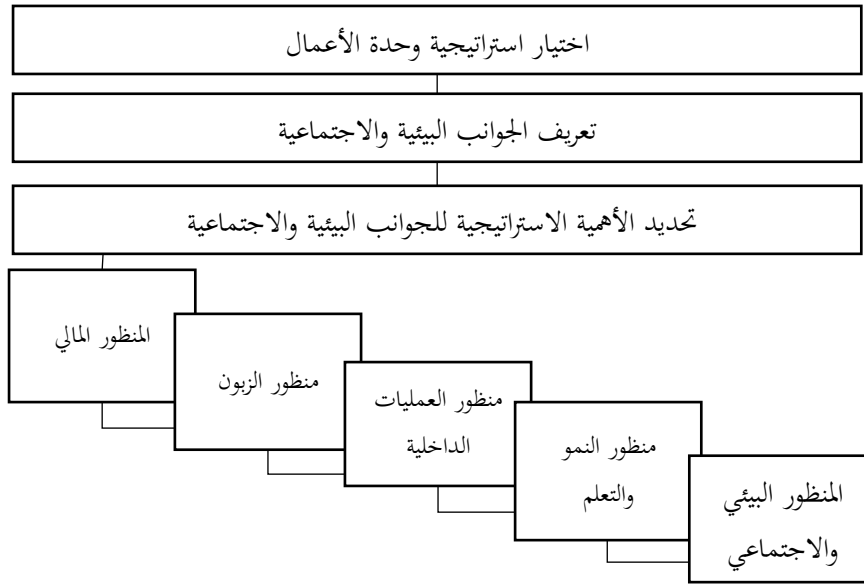 اختيار استراتيجية وحدة الأعمال
تعريف الجوانب البيئية والاجتماعية
تحديد الأهمية الاستراتيجية للجوانب البيئية والاجتماعية
المنظور المالي
منظور الزبون
منظور العمليات
الداخلية
منظور النمو
والتعلم
المنظور البيئي
والاجتماعي